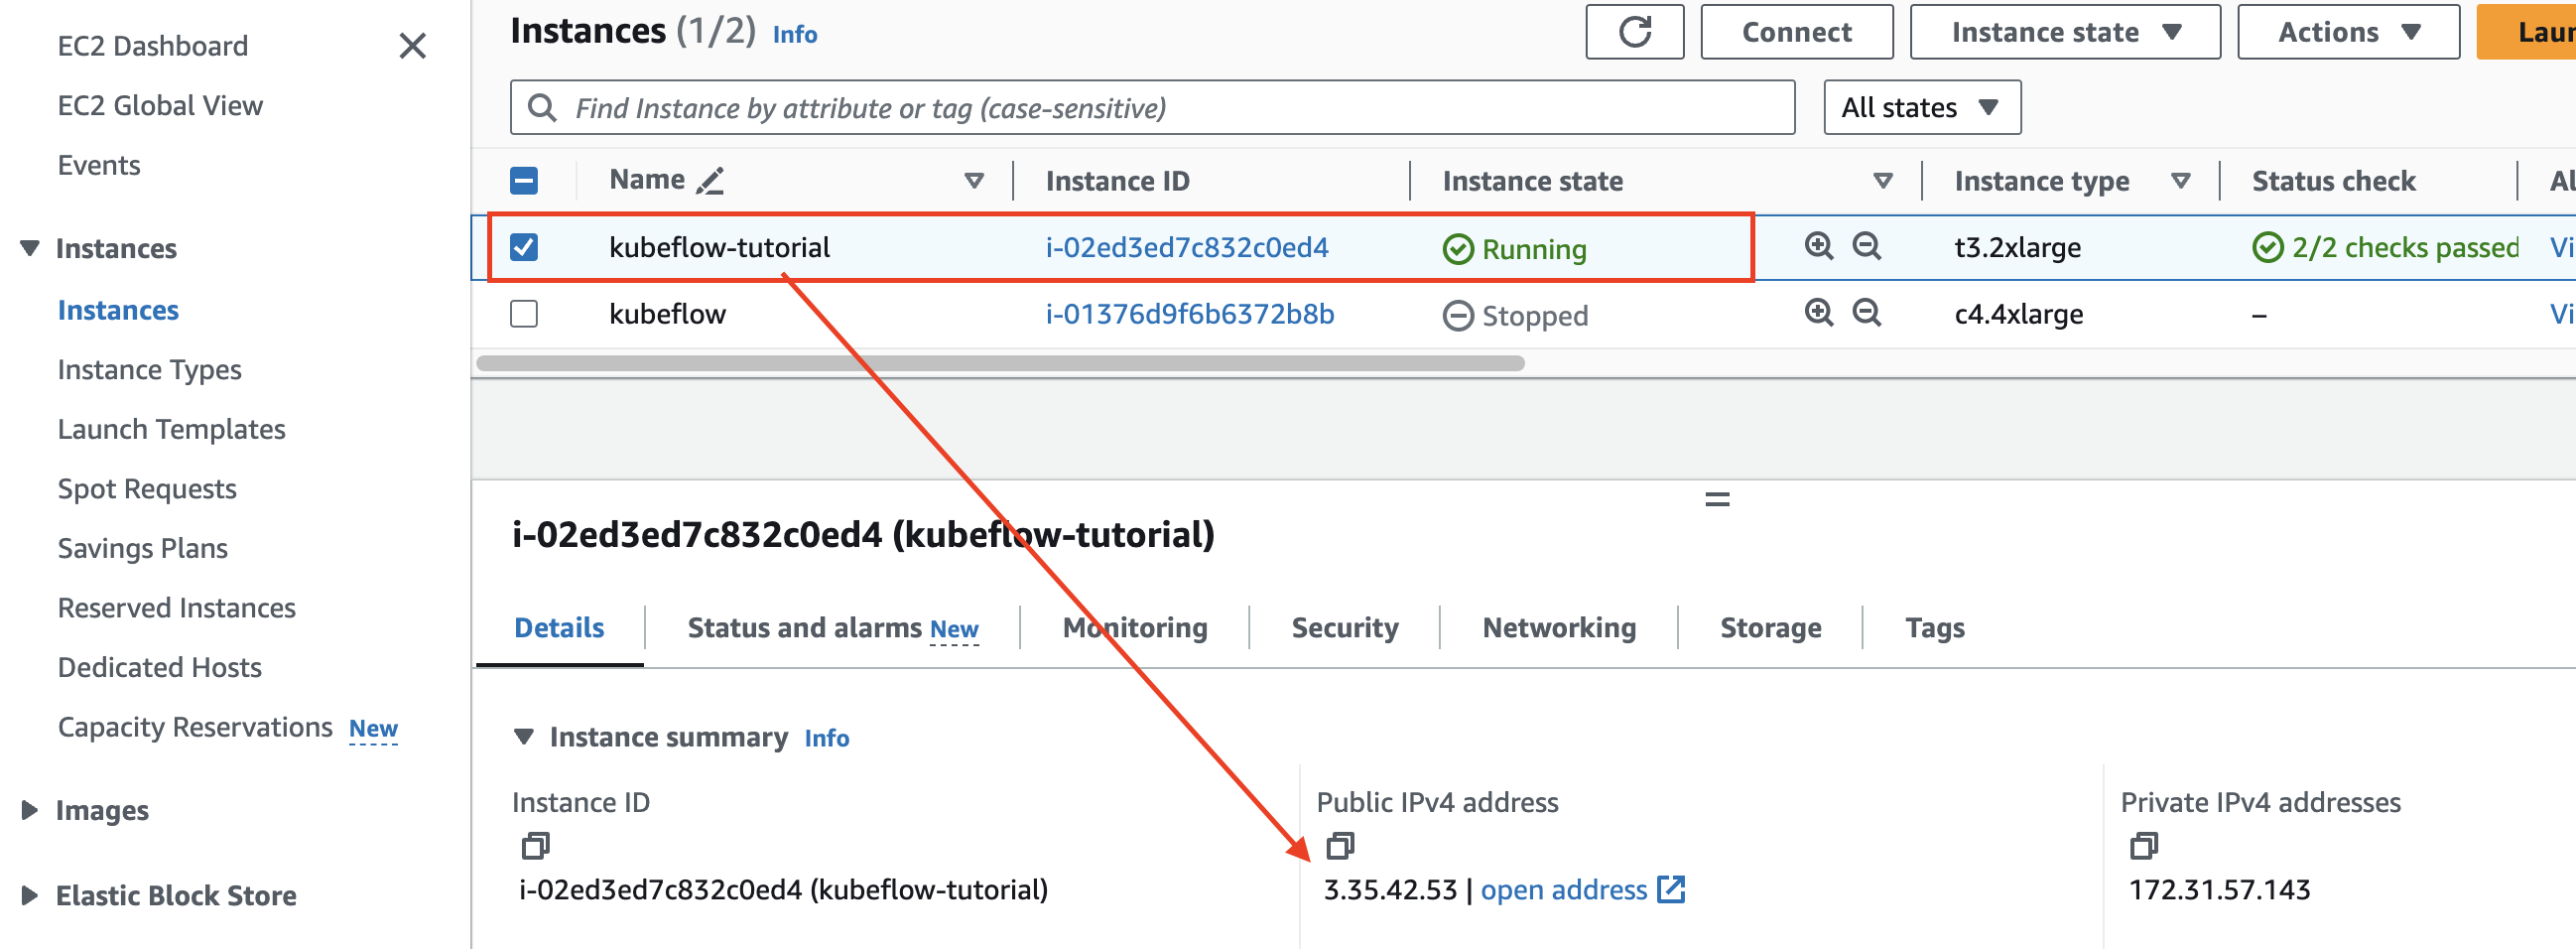 EC2 Dashboard
EC2 Global View
Events
Instances
Instances
Instance Types
Launch Templates
Spot Requests
Savings Plans
Reserved Instances
Dedicated Hosts
Capacity Reservations New
Images
Elastic Block Store
Instances (1/2) Info
Connect
Instance state
Actions
Find Instance by attribute or tag (case-sensitive)
All states
Name Instance ID Instance state Instance type Status check
kubeflow-tutorial i-02ed3ed7c832c0ed4 Running t3.2xlarge 2/2 checks passed
kubeflow i-01376d9f6b6372b8b Stopped c4.4xlarge –
i-02ed3ed7c832c0ed4 (kubeflow-tutorial)
Details Status and alarms New Monitoring Security Networking Storage Tags
Instance summary Info
Instance ID
i-02ed3ed7c832c0ed4 (kubeflow-tutorial)
Public IPv4 address
3.35.42.53 | open address
Private IPv4 addresses
172.31.57.143